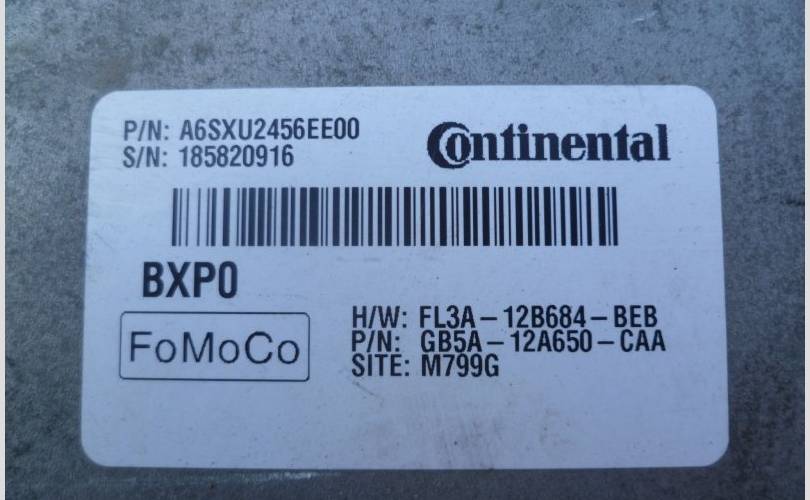 P/N: A6SXU2456EE00
S/N: 185820916
Continental
BXP0
FoMoCo
H/W: FL3A-12B684-BEB
P/N: GB5A-12A650-CAA
SITE: M799G